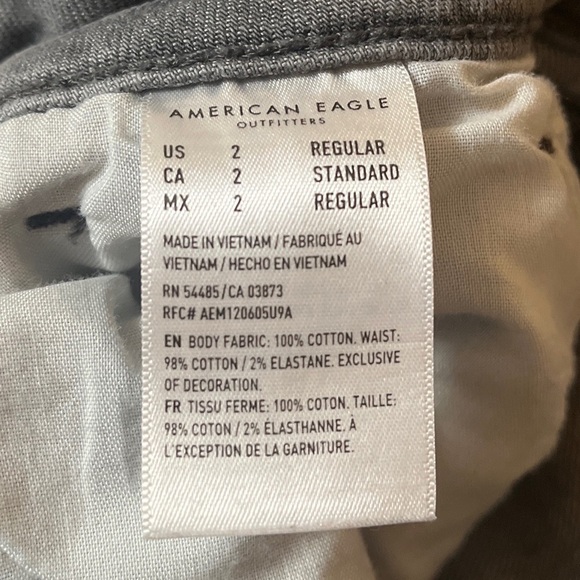 AMERICAN EAGLE
OUTFITTERS
US 2 REGULAR
CA 2 STANDARD
MX 2 REGULAR
MADE IN VIETNAM / FABRIQUÉ AU
VIETNAM / HECHO EN VIETNAM
RN 54485/CA 03873
RFC# AEM120605U9A
EN BODY FABRIC: 100% COTTON. WAIST:
98% COTTON / 2% ELASTANE. EXCLUSIVE
OF DECORATION.
FR TISSU FERME: 100% COTON. TAILLE:
98% COTON / 2% ÉLASTHANNE. À
L'EXCEPTION DE LA GARNITURE.